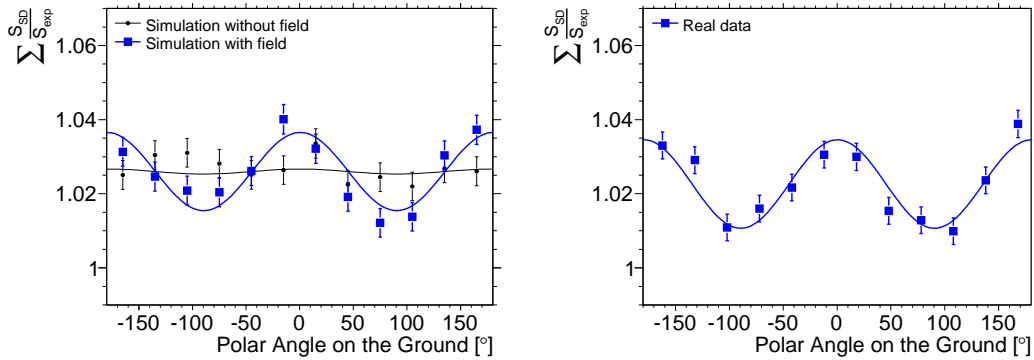 ∑ S_SD/S_exp
1.06
1.04
1.02
1
Simulation without field
Simulation with field
-150 -100 -50 0 50 100 150
Polar Angle on the Ground [°]
∑ S_SD/S_exp
1.06
1.04
1.02
1
Real data
-150 -100 -50 0 50 100 150
Polar Angle on the Ground [°]